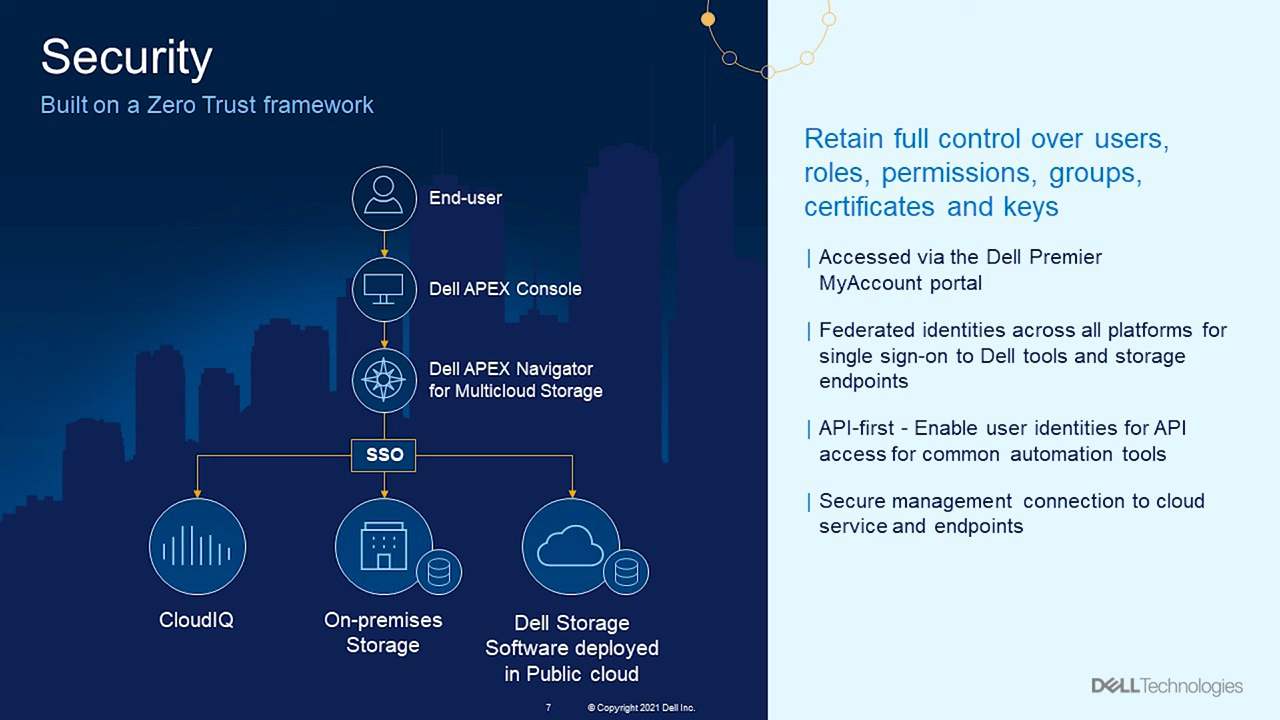 Security
Built on a Zero Trust framework
End-user
Dell APEX Console
Dell APEX Navigator
for Multicloud Storage
SSO
CloudIQ
On-premises
Storage
Dell Storage
Software deployed
in Public cloud
Retain full control over users,
roles, permissions, groups,
certificates and keys
| Accessed via the Dell Premier
MyAccount portal
| Federated identities across all platforms for
single sign-on to Dell tools and storage
endpoints
| API-first - Enable user identities for API
access for common automation tools
| Secure management connection to cloud
service and endpoints
7 © Copyright 2021 Dell Inc.
DELLTechnologies